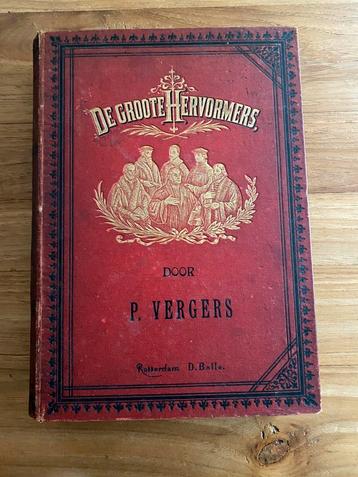 DE GROOTE HERVORMERS,
DOOR
P. VERGERS
Rotterdam D. Bolle.